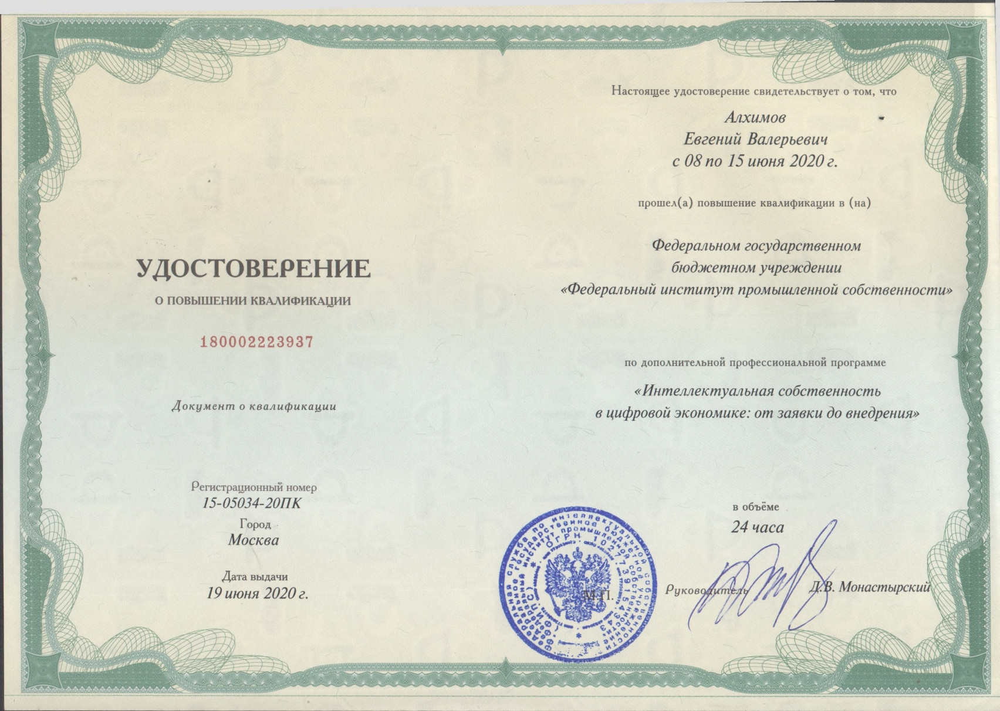 УДОСТОВЕРЕНИЕ
О ПОВЫШЕНИИ КВАЛИФИКАЦИИ
180002223937
Документ о квалификации
Регистрационный номер
15-05034-20ПК
Город
Москва
Дата выдачи
19 июня 2020 г.
Настоящее удостоверение свидетельствует о том, что
Алхимов
Евгений Валерьевич
с 08 по 15 июня 2020 г.
прошел(а) повышение квалификации в (на)
Федеральном государственном
бюджетном учреждении
«Федеральный институт промышленной собственности»
по дополнительной профессиональной программе
«Интеллектуальная собственность
в цифровой экономике: от заявки до внедрения»
в объёме
24 часа
М.П.
Руководитель
Д.В. Монастырский
Федеральная служба по интеллектуальной собственности
Федеральное государственное бюджетное учреждение
"Федеральный институт промышленной собственности"
(ФИПС) * ОГРН 1027739154343 *